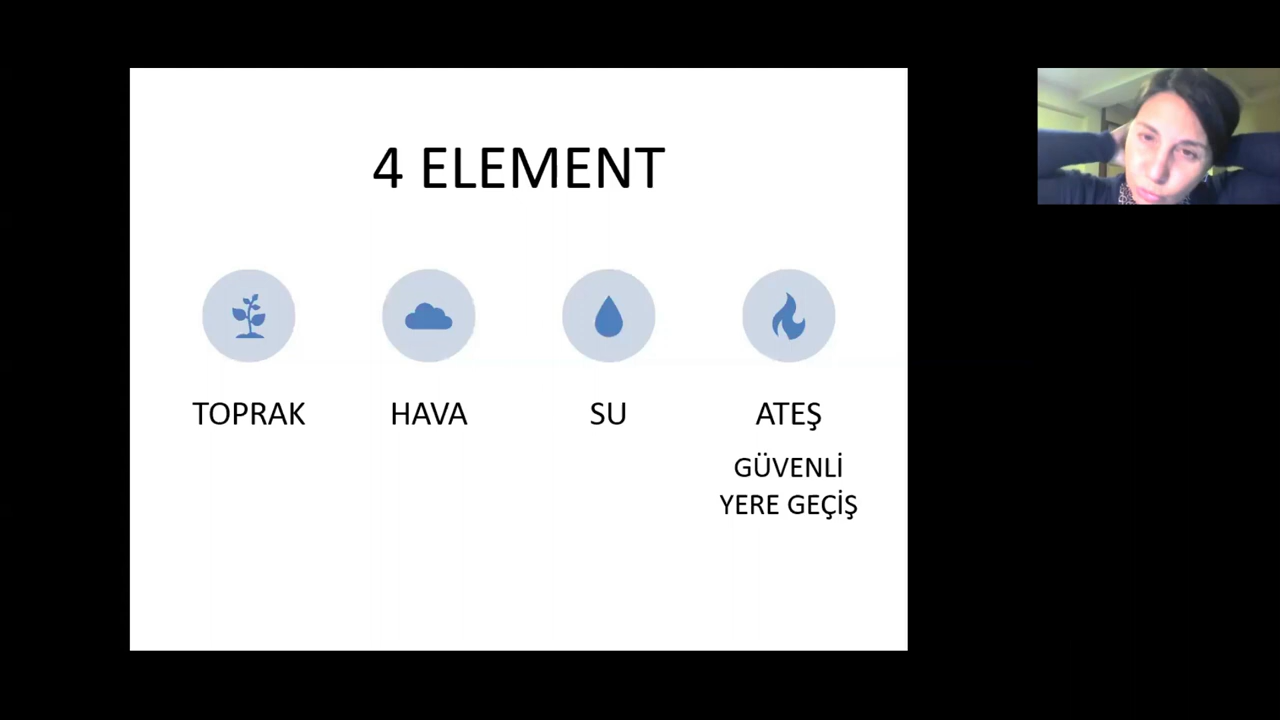 4 ELEMENT
TOPRAK
HAVA
SU
ATEŞ
GÜVENLİ
YERE GEÇİŞ